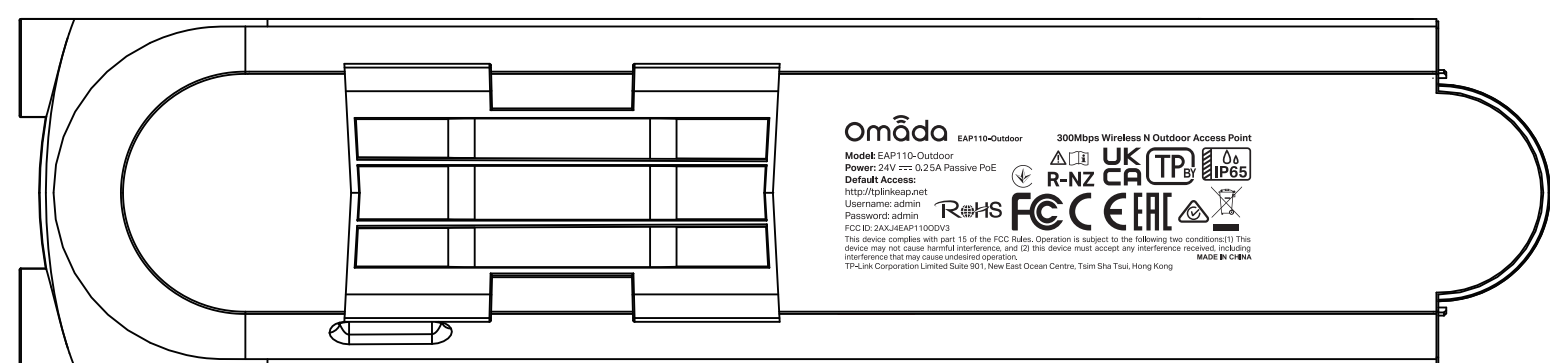 omada EAP110-Outdoor 300Mbps Wireless N Outdoor Access Point
Model: EAP110-Outdoor
Power: 24V ⎓ 0.25A Passive PoE
Default Access:
http://tplinkeap.net
Username: admin
Password: admin
R-NZ
UK
CA
TP
BY
IP65
RoHS
FC CE EAC
FCC ID: 2AXJ4EAP110ODV3
This device complies with part 15 of the FCC Rules. Operation is subject to the following two conditions:(1) This
device may not cause harmful interference, and (2) this device must accept any interference received, including
interference that may cause undesired operation. MADE IN CHINA
TP-Link Corporation Limited Suite 901, New East Ocean Centre, Tsim Sha Tsui, Hong Kong